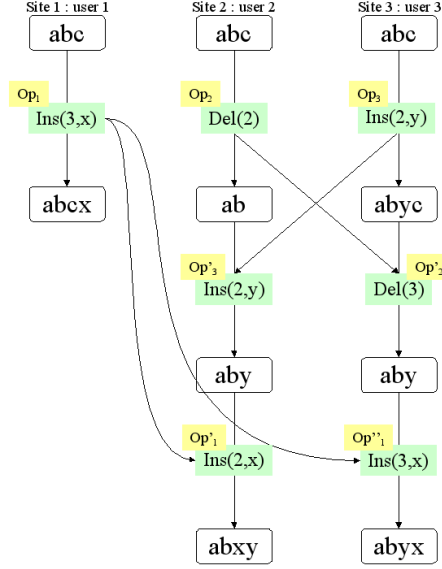 Site 1 : user 1 Site 2 : user 2 Site 3 : user 3
abc abc abc
Op₁ Op₂ Op₃
Ins(3,x) Del(2) Ins(2,y)
abcx ab abyc
Op'₃ Op'₂
Ins(2,y) Del(3)
aby aby
Op'₁ Op''₁
Ins(2,x) Ins(3,x)
abxy abyx